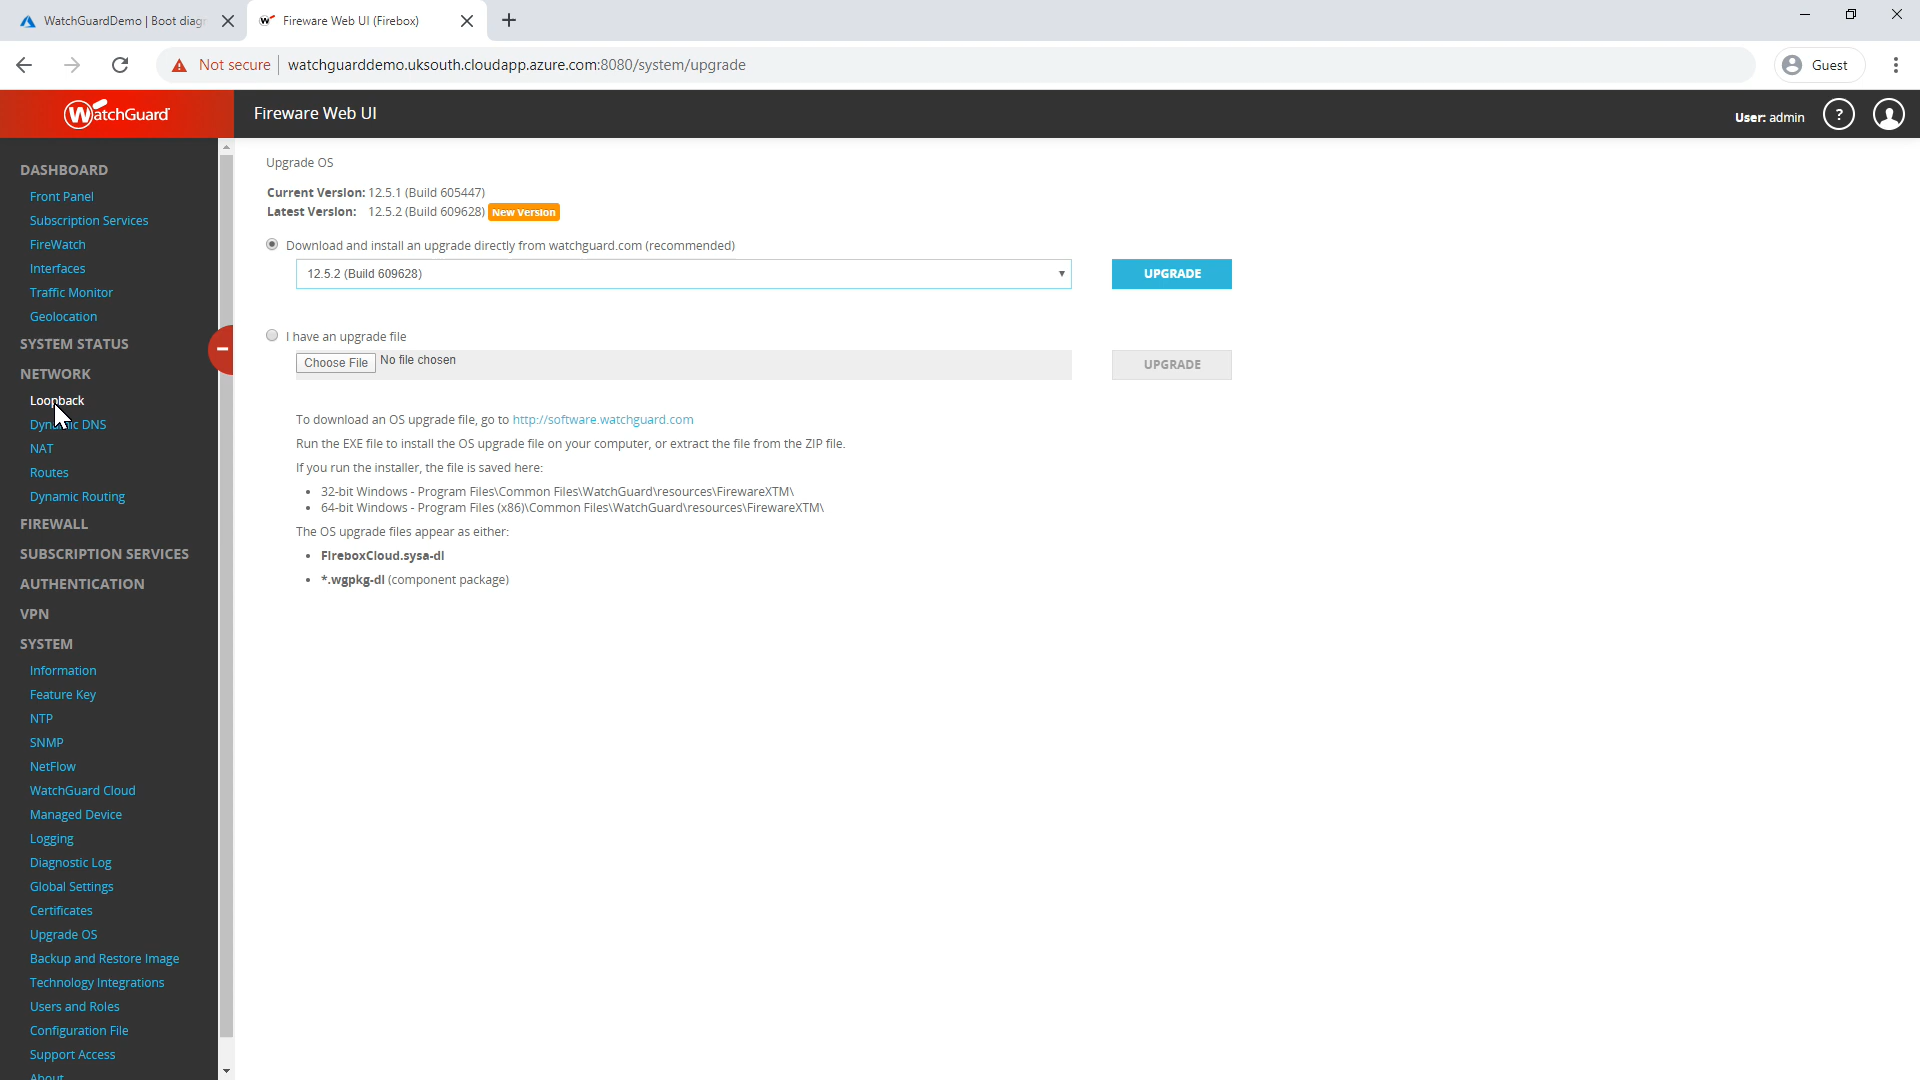 WatchGuardDemo | Boot diag
Fireware Web UI (Firebox)
Not secure
watchguarddemo.uksouth.cloudapp.azure.com:8080/system/upgrade
Guest
WatchGuard
Fireware Web UI
User: admin
?
DASHBOARD
Front Panel
Subscription Services
FireWatch
Interfaces
Traffic Monitor
Geolocation
SYSTEM STATUS
NETWORK
Loopback
Dynamic DNS
NAT
Routes
Dynamic Routing
FIREWALL
SUBSCRIPTION SERVICES
AUTHENTICATION
VPN
SYSTEM
Information
Feature Key
NTP
SNMP
NetFlow
WatchGuard Cloud
Managed Device
Logging
Diagnostic Log
Global Settings
Certificates
Upgrade OS
Backup and Restore Image
Technology Integrations
Users and Roles
Configuration File
Support Access
About
Upgrade OS
Current Version: 12.5.1 (Build 605447)
Latest Version: 12.5.2 (Build 609628) New Version
Download and install an upgrade directly from watchguard.com (recommended)
12.5.2 (Build 609628)
UPGRADE
I have an upgrade file
Choose File No file chosen
UPGRADE
To download an OS upgrade file, go to http://software.watchguard.com
Run the EXE file to install the OS upgrade file on your computer, or extract the file from the ZIP file.
If you run the installer, the file is saved here:
• 32-bit Windows - Program Files\Common Files\WatchGuard\resources\FirewareXTM\
• 64-bit Windows - Program Files (x86)\Common Files\WatchGuard\resources\FirewareXTM\
The OS upgrade files appear as either:
• FireboxCloud.sysa-dl
• *.wgpkg-dl (component package)